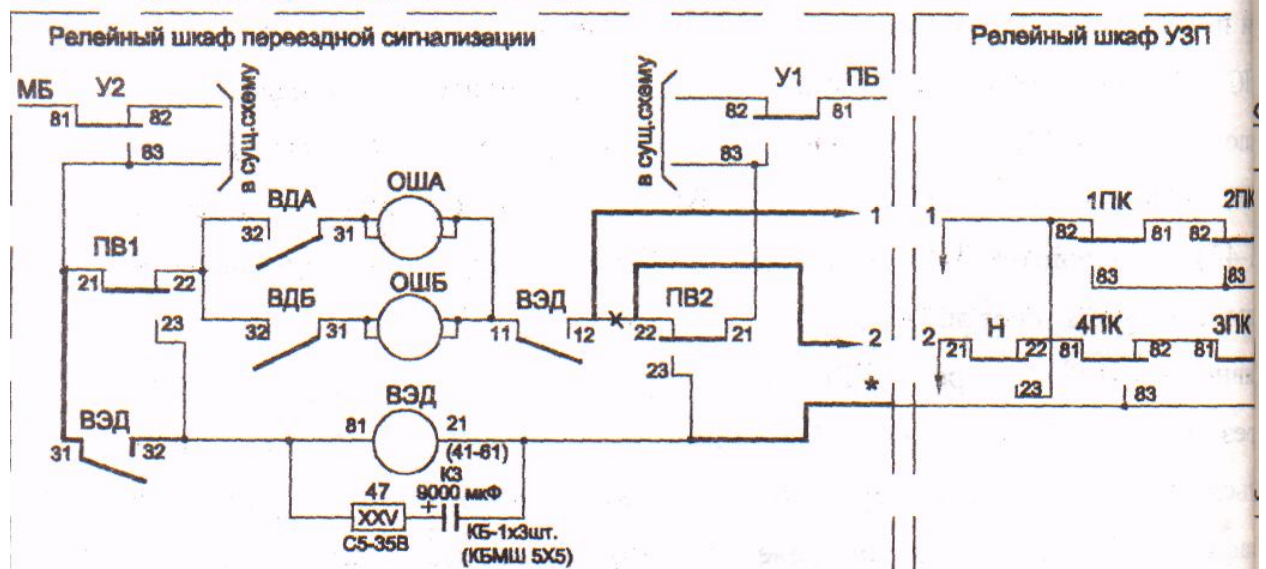 Релейный шкаф переездной сигнализации
Релейный шкаф УЗП
МБ У2
81 82
83
в сущ.схему
в сущ.схему
У1 ПБ
82 81
83
ВДА
32 31
ОША
ПВ1
21 22
23
ВДБ
32 31
ОШБ
ВЭД
11 12
X
ПВ2
22 21
23
1
2
*
1
1ПК 2ПК
82 81 82
83 83
2
Н 4ПК 3ПК
21 22 81 82 81
23 83
ВЭД
31 32
ВЭД
81 21
(41-61)
К3
9000 мкФ
+
47
XXV
С5-35В
КБ-1х3шт.
(КБМШ 5Х5)